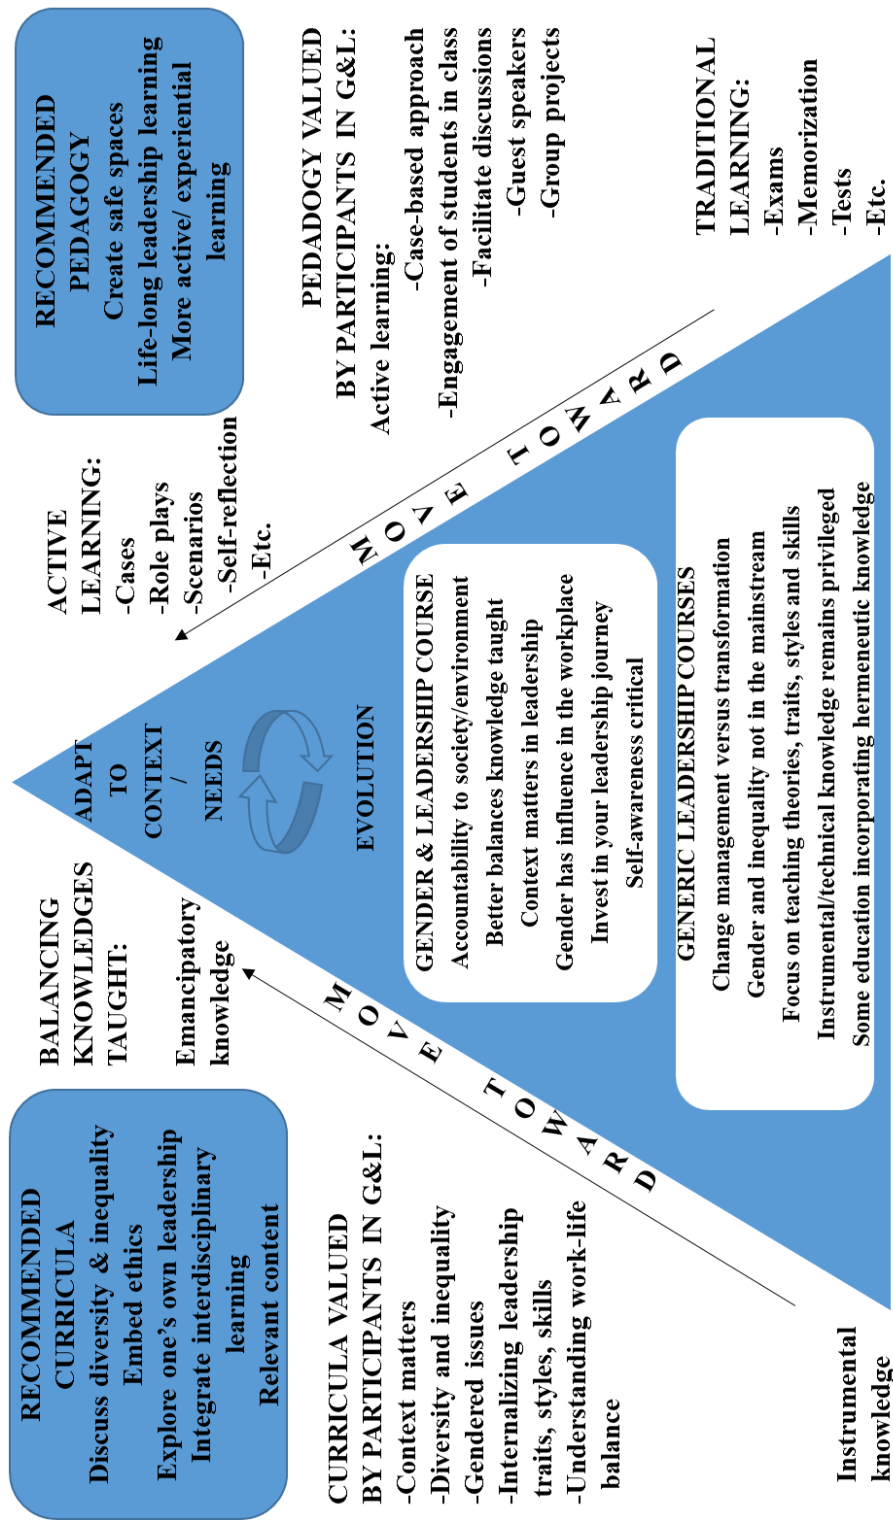 RECOMMENDED
CURRICULA
Discuss diversity & inequality
Embed ethics
Explore one’s own leadership
Integrate interdisciplinary
learning
Relevant content
BALANCING
KNOWLEDGES
TAUGHT:
Emancipatory
knowledge
ADAPT
TO
CONTEXT
/
NEEDS
EVOLUTION
ACTIVE
LEARNING:
-Cases
-Role plays
-Scenarios
-Self-reflection
-Etc.
RECOMMENDED
PEDAGOGY
Create safe spaces
Life-long leadership learning
More active/ experiential
learning
CURRICULA VALUED
BY PARTICIPANTS IN G&L:
-Context matters
-Diversity and inequality
-Gendered issues
-Internalizing leadership
traits, styles, skills
-Understanding work-life
balance
MOVE TOWARD
GENDER & LEADERSHIP COURSE
Accountability to society/environment
Better balances knowledge taught
Context matters in leadership
Gender has influence in the workplace
Invest in your leadership journey
Self-awareness critical
MOVE TOWARD
PEDADOGY VALUED
BY PARTICIPANTS IN G&L:
Active learning:
-Case-based approach
-Engagement of students in class
-Facilitate discussions
-Guest speakers
-Group projects
GENERIC LEADERSHIP COURSES
Change management versus transformation
Gender and inequality not in the mainstream
Focus on teaching theories, traits, styles and skills
Instrumental/technical knowledge remains privileged
Some education incorporating hermeneutic knowledge
Instrumental
knowledge
TRADITIONAL
LEARNING:
-Exams
-Memorization
-Tests
-Etc.